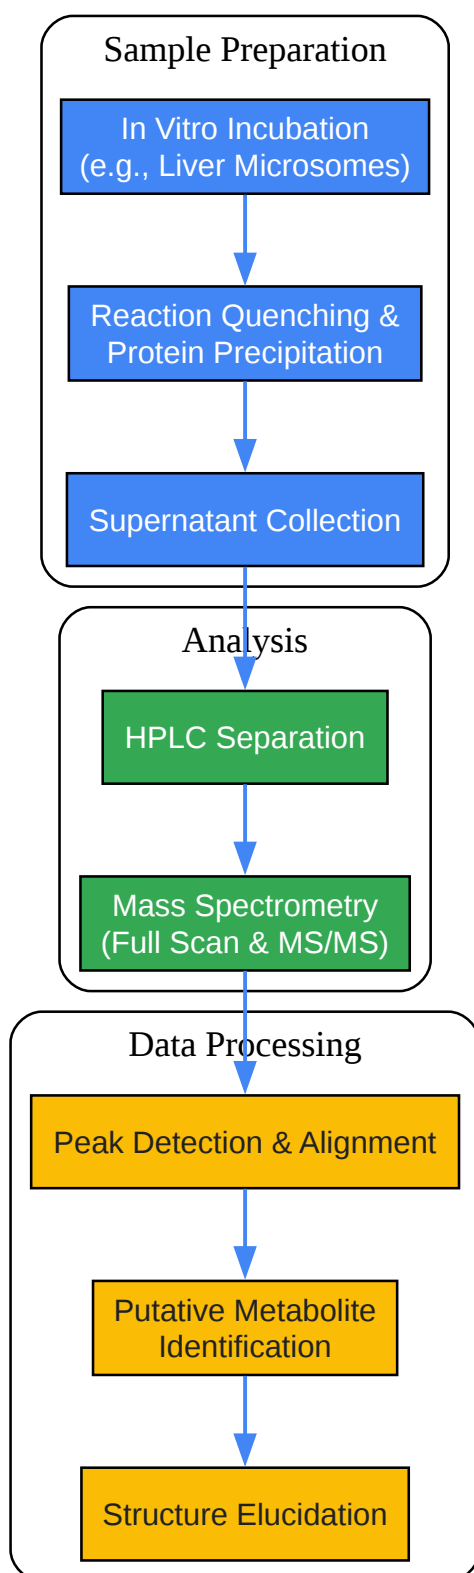 Sample Preparation
In Vitro Incubation
(e.g., Liver Microsomes)
Reaction Quenching &
Protein Precipitation
Supernatant Collection
Analysis
HPLC Separation
Mass Spectrometry
(Full Scan & MS/MS)
Data Processing
Peak Detection & Alignment
Putative Metabolite
Identification
Structure Elucidation